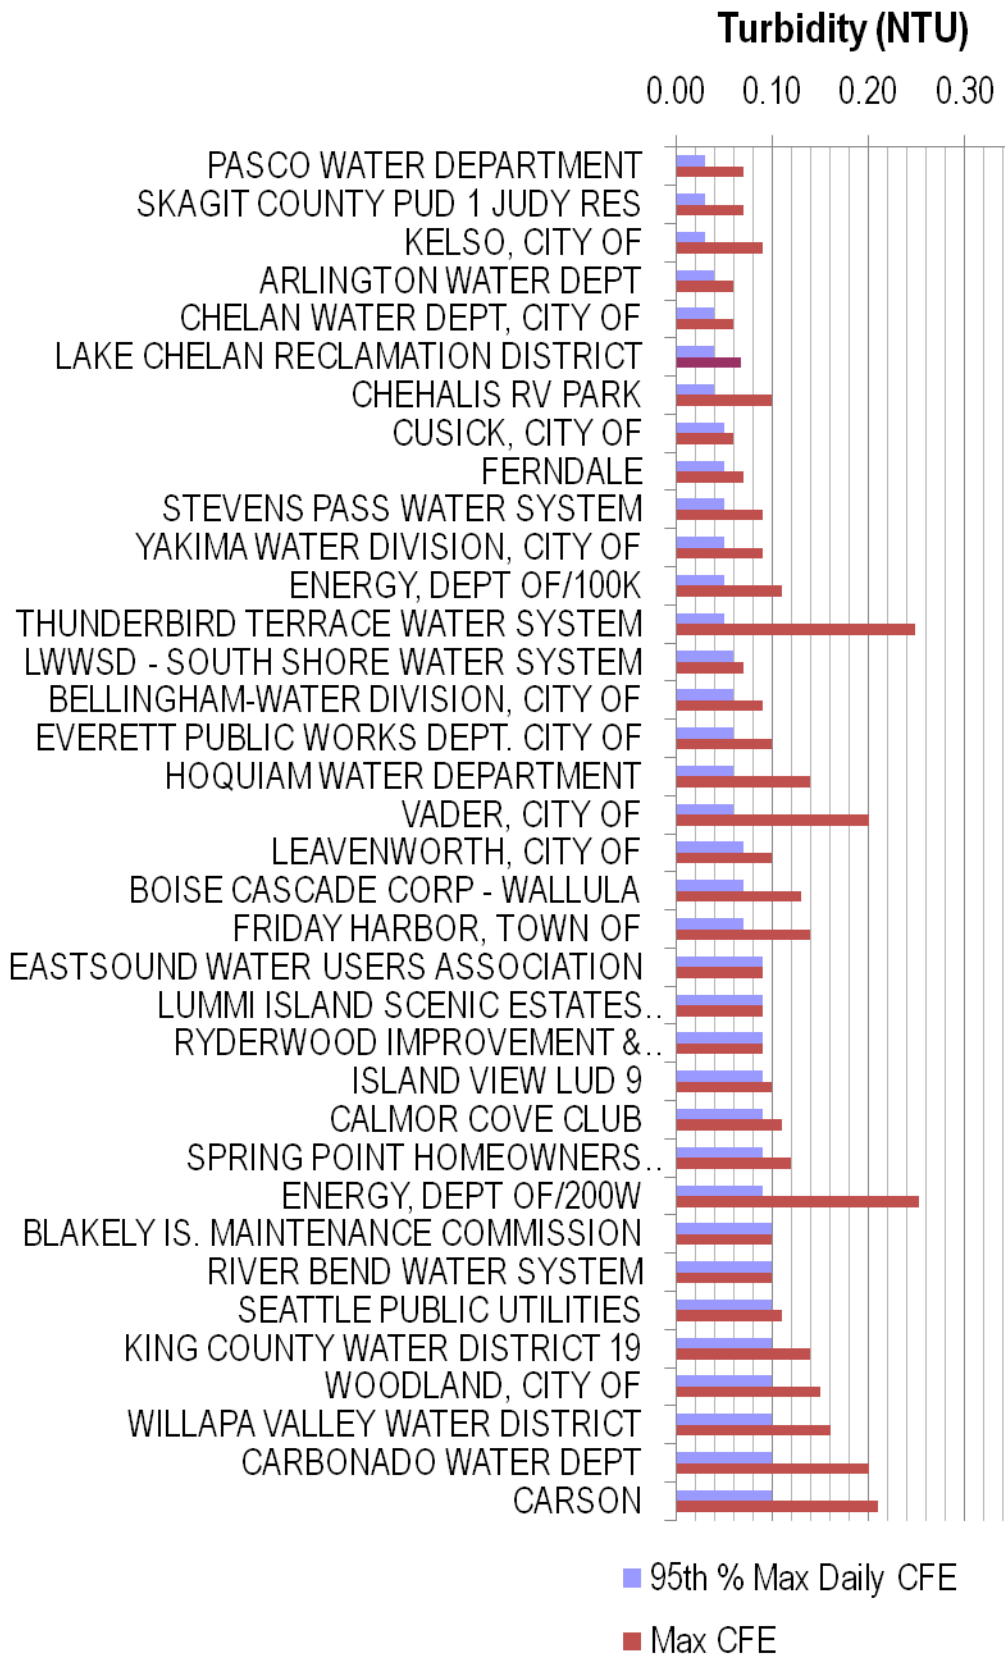 Turbidity (NTU)
0.00 0.10 0.20 0.30
PASCO WATER DEPARTMENT
SKAGIT COUNTY PUD 1 JUDY RES
KELSO, CITY OF
ARLINGTON WATER DEPT
CHELAN WATER DEPT, CITY OF
LAKE CHELAN RECLAMATION DISTRICT
CHEHALIS RV PARK
CUSICK, CITY OF
FERNDALE
STEVENS PASS WATER SYSTEM
YAKIMA WATER DIVISION, CITY OF
ENERGY, DEPT OF/100K
THUNDERBIRD TERRACE WATER SYSTEM
LWWSD - SOUTH SHORE WATER SYSTEM
BELLINGHAM-WATER DIVISION, CITY OF
EVERETT PUBLIC WORKS DEPT. CITY OF
HOQUIAM WATER DEPARTMENT
VADER, CITY OF
LEAVENWORTH, CITY OF
BOISE CASCADE CORP - WALLULA
FRIDAY HARBOR, TOWN OF
EASTSOUND WATER USERS ASSOCIATION
LUMMI ISLAND SCENIC ESTATES..
RYDERWOOD IMPROVEMENT &..
ISLAND VIEW LUD 9
CALMOR COVE CLUB
SPRING POINT HOMEOWNERS..
ENERGY, DEPT OF/200W
BLAKELY IS. MAINTENANCE COMMISSION
RIVER BEND WATER SYSTEM
SEATTLE PUBLIC UTILITIES
KING COUNTY WATER DISTRICT 19
WOODLAND, CITY OF
WILLAPA VALLEY WATER DISTRICT
CARBONADO WATER DEPT
CARSON
95th % Max Daily CFE
Max CFE